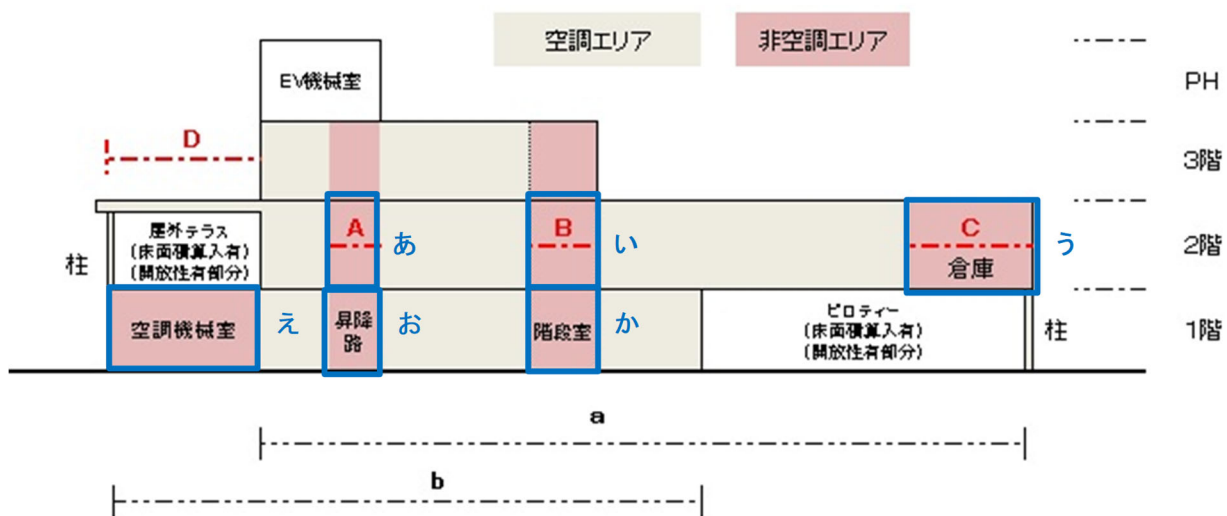 空調エリア
非空調エリア
EV機械室
PH
D
3階
屋外テラス
(床面積算入有)
(開放性有部分)
柱
A
あ
B
い
C
倉庫
う
2階
空調機械室
え
昇降
路
お
階段室
か
ピロティー
(床面積算入有)
(開放性有部分)
柱
1階
a
b